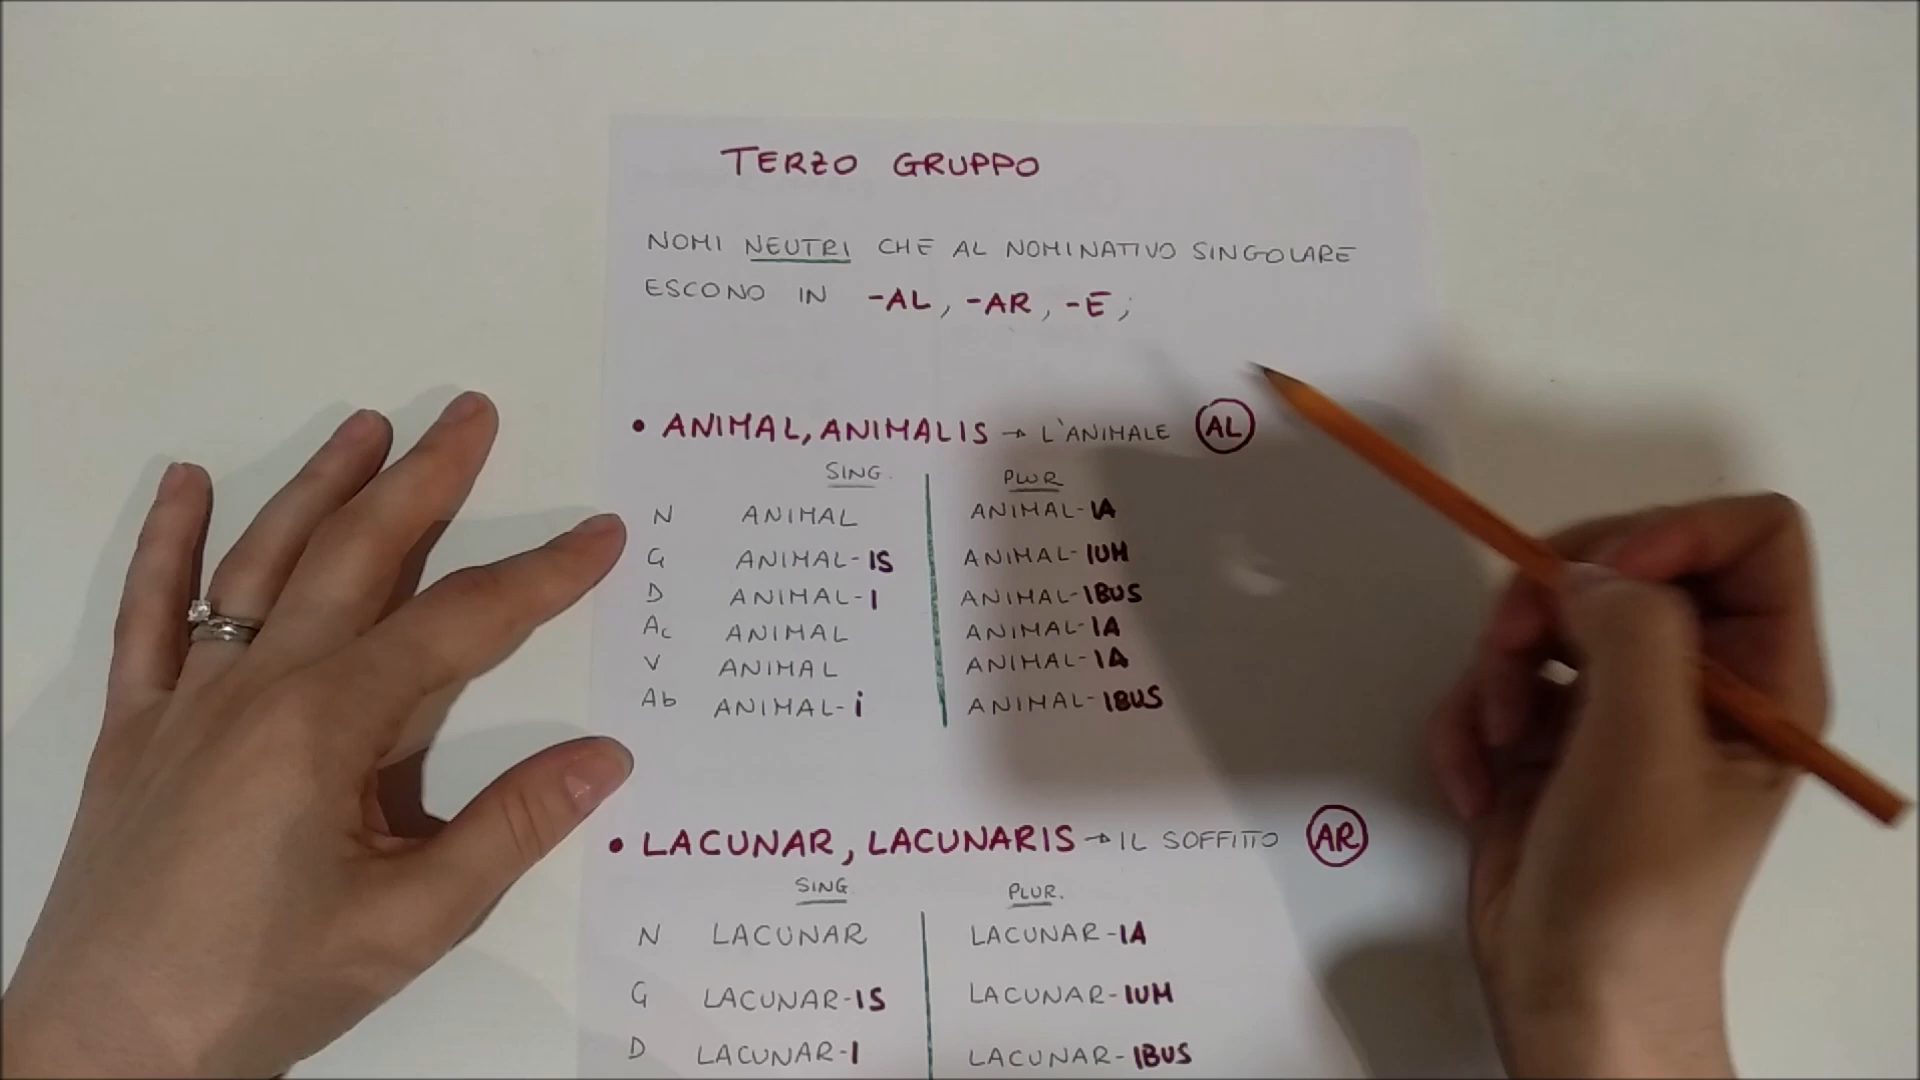 TERZO GRUPPO
NOMI NEUTRI CHE AL NOMINATIVO SINGOLARE
ESCONO IN -AL, -AR, -E;
• ANIMAL, ANIMALIS → L'ANIMALE AL
SING. PLUR
N ANIMAL ANIMAL-IA
G ANIMAL-IS ANIMAL-IUM
D ANIMAL-I ANIMAL-IBUS
Ac ANIMAL ANIMAL-IA
V ANIMAL ANIMAL-IA
Ab ANIMAL-i ANIMAL-IBUS
• LACUNAR, LACUNARIS → IL SOFFITO AR
SING. PLUR.
N LACUNAR LACUNAR-IA
G LACUNAR-IS LACUNAR-IUM
D LACUNAR-I LACUNAR-IBUS